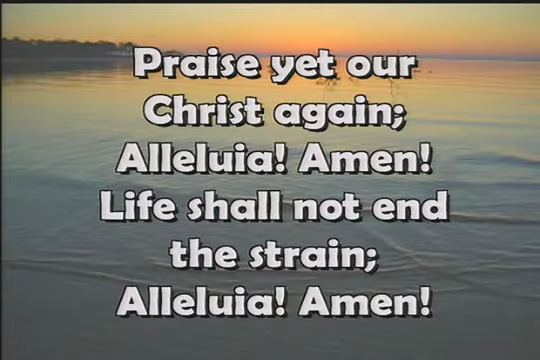 Praise yet our
Christ again;
Alleluia! Amen!
Life shall not end
the strain;
Alleluia! Amen!